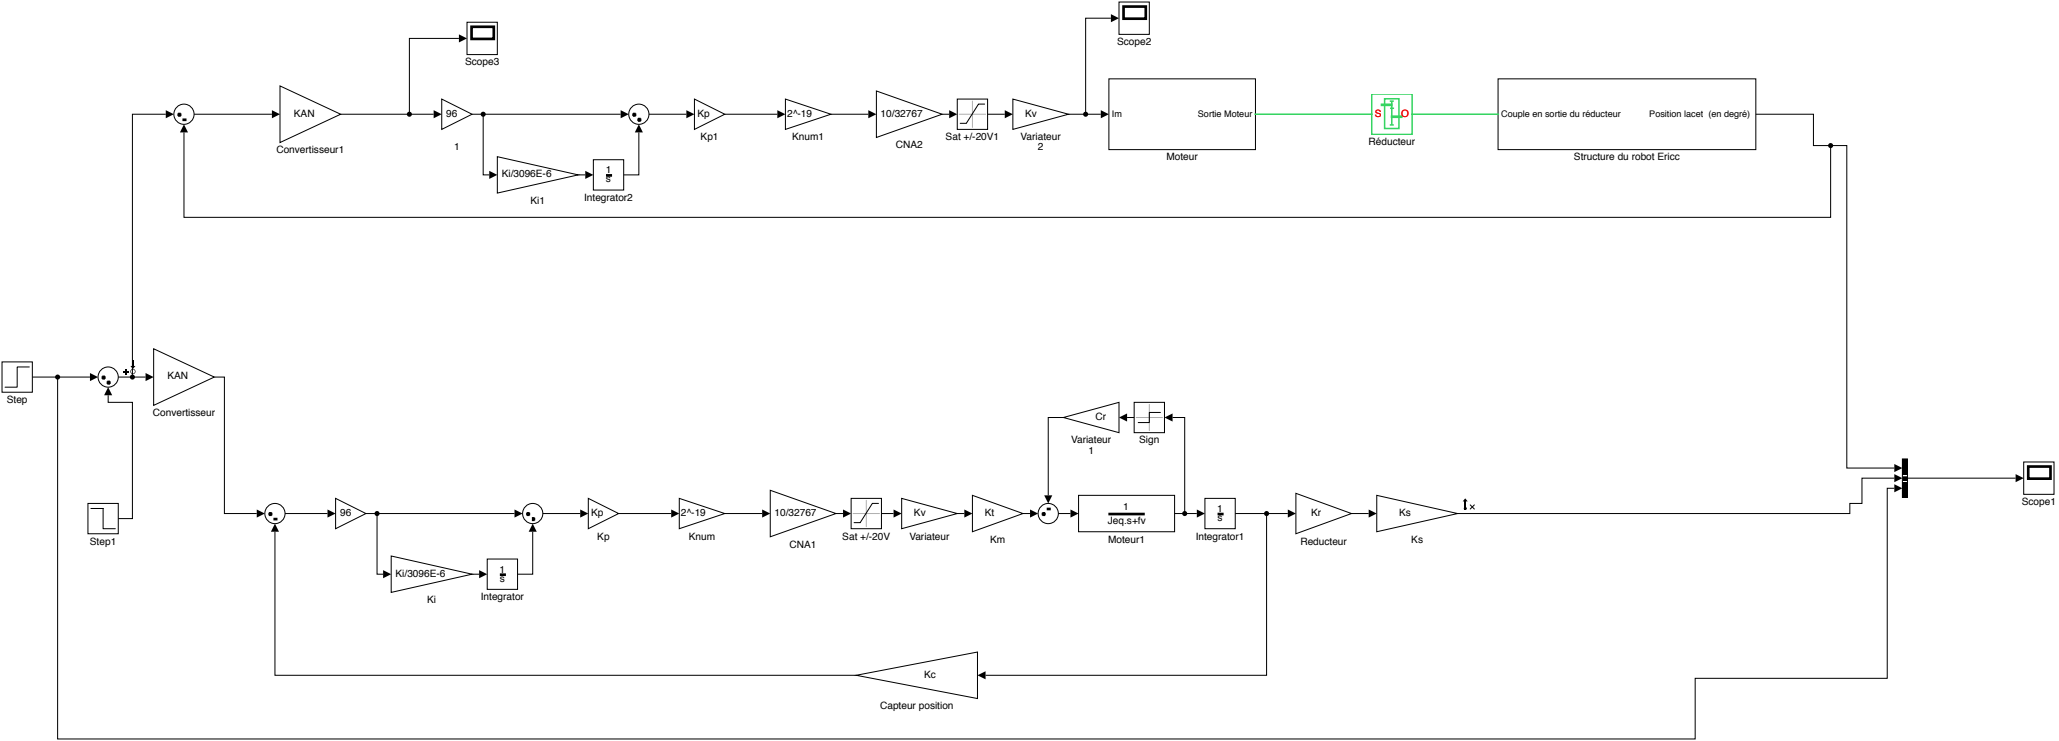 Scope2
Scope3
KAN
Convertisseur1
96
1
Ki/3096E-6
Ki1
1
s
Integrator2
Kp
Kp1
2^-19
Knum1
10/32767
CNA2
Sat +/-20V1
Kv
Variateur
2
Im
Sortie Moteur
Moteur
S
O
Réducteur
Couple en sortie du réducteur
Position lacet (en degré)
Structure du robot Ericc
Step
KAN
Convertisseur
Step1
96
Ki/3096E-6
Ki
1
s
Integrator
Kp
Kp
2^-19
Knum
10/32767
CNA1
Sat +/-20V
Kv
Variateur
Kt
Km
Cr
Variateur
1
Sign
1
Jeq.s+fv
Moteur1
1
s
Integrator1
Kr
Reducteur
Ks
Ks
Scope1
Kc
Capteur position